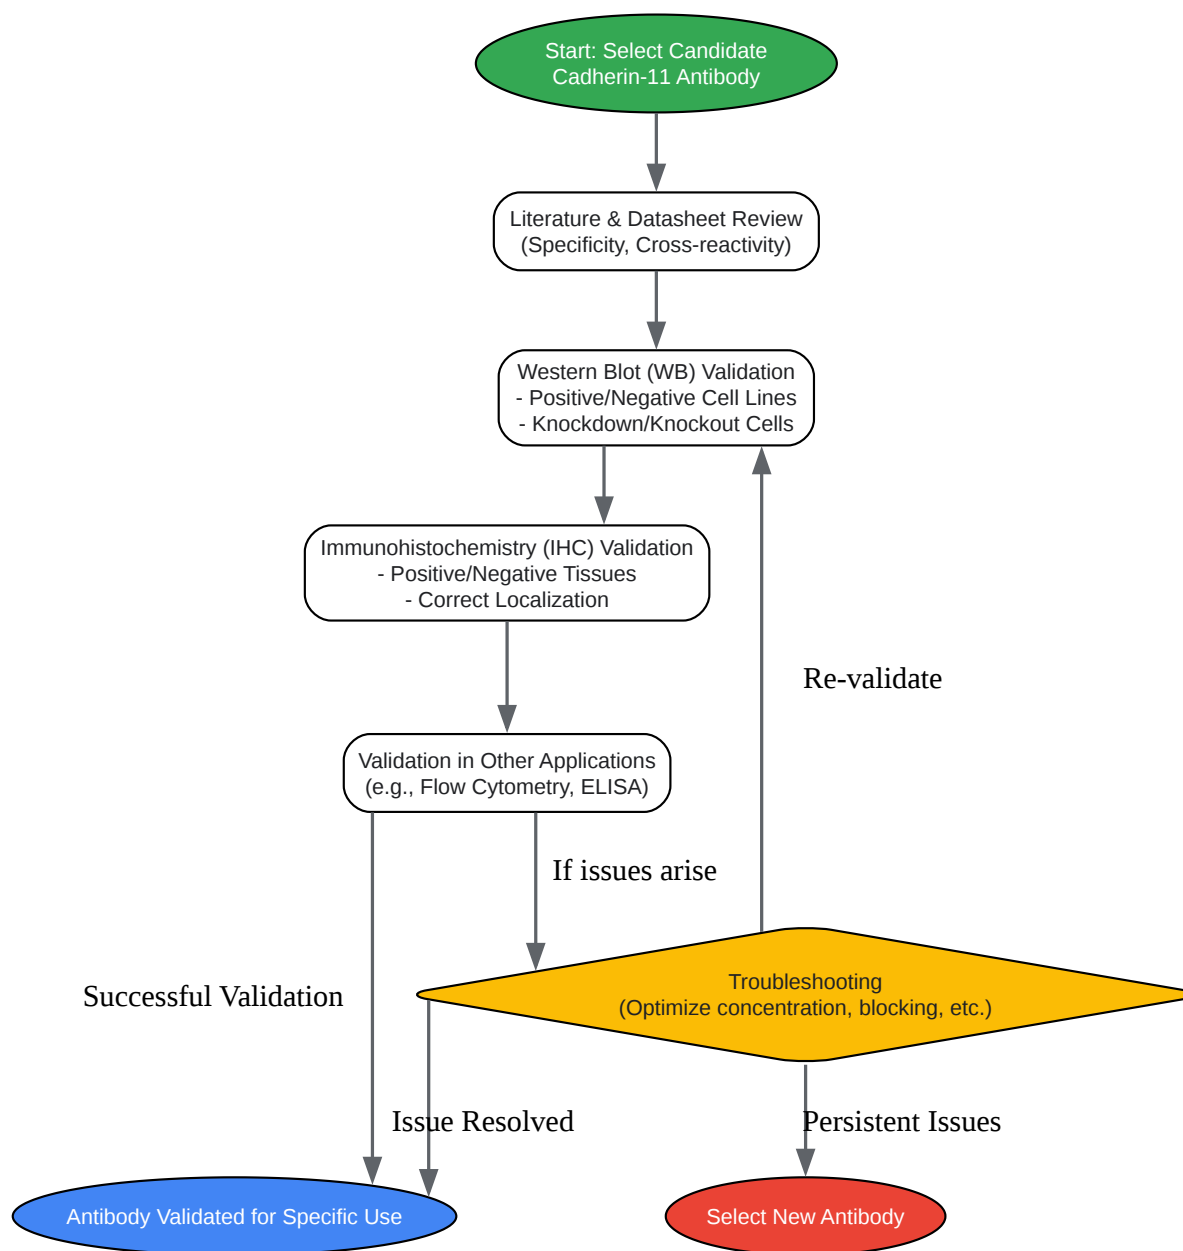 Start: Select Candidate
Cadherin-11 Antibody
Literature & Datasheet Review
(Specificity, Cross-reactivity)
Western Blot (WB) Validation
- Positive/Negative Cell Lines
- Knockdown/Knockout Cells
Immunohistochemistry (IHC) Validation
- Positive/Negative Tissues
- Correct Localization
Re-validate
Validation in Other Applications
(e.g., Flow Cytometry, ELISA)
If issues arise
Successful Validation
Troubleshooting
(Optimize concentration, blocking, etc.)
Issue Resolved
Persistent Issues
Antibody Validated for Specific Use
Select New Antibody